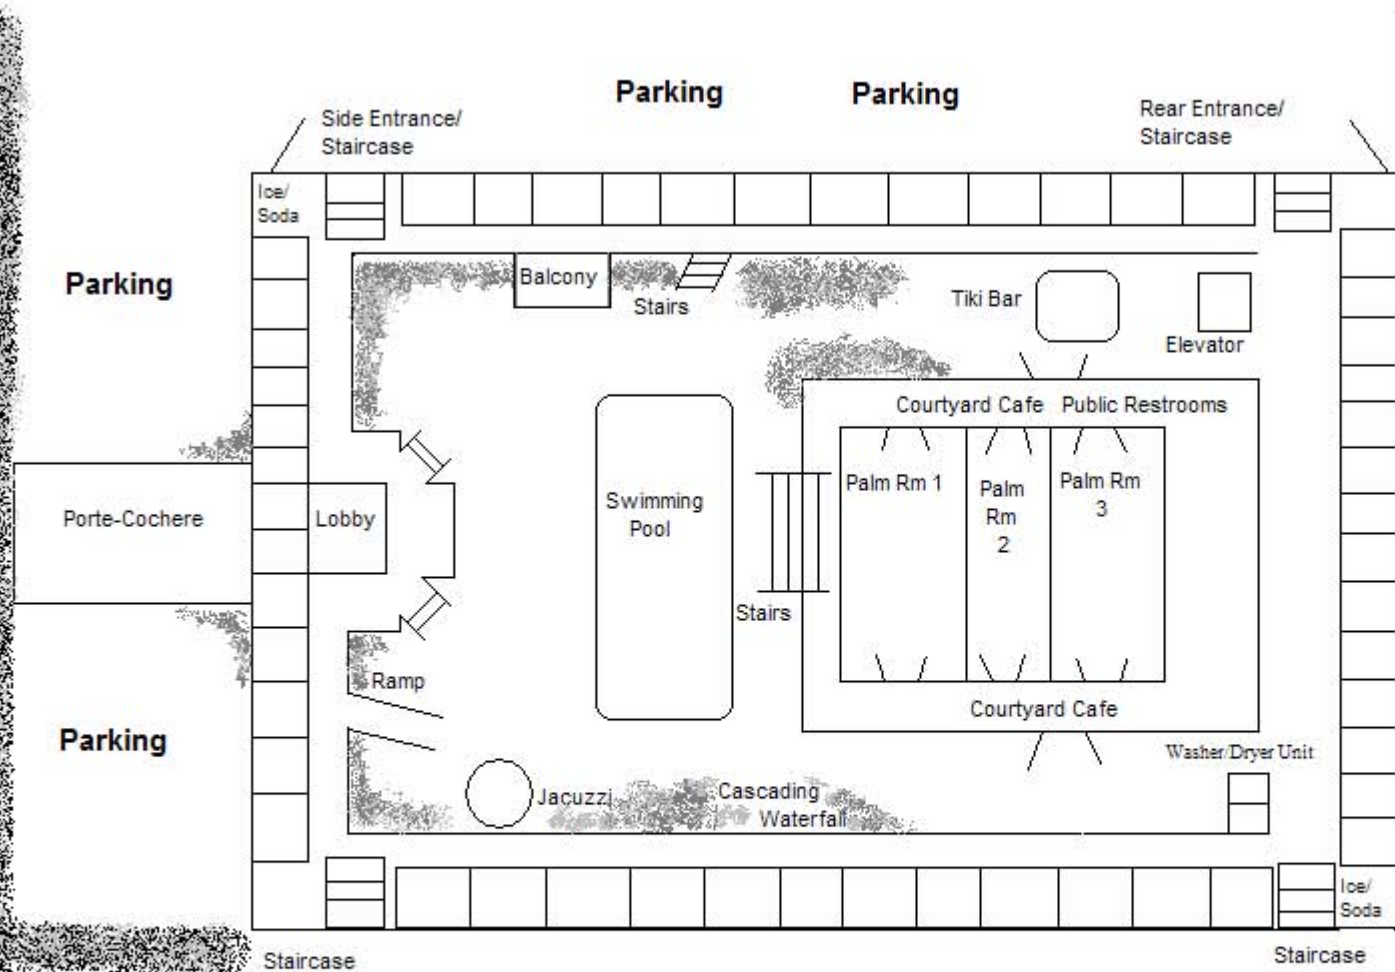 Parking
Parking
Side Entrance/
Staircase
Rear Entrance/
Staircase
Ice/
Soda
Parking
Balcony
Stairs
Tiki Bar
Elevator
Courtyard Cafe
Public Restrooms
Palm Rm 1
Palm
Rm
2
Palm Rm
3
Porte-Cochere
Lobby
Swimming
Pool
Stairs
Ramp
Courtyard Cafe
Parking
Washer/Dryer Unit
Jacuzzi
Cascading
Waterfall
Ice/
Soda
Staircase
Staircase